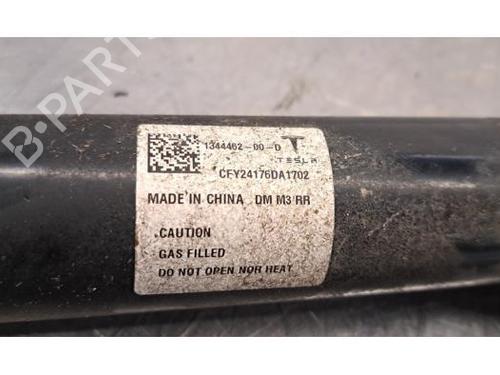 1344462-00-D T
TESLA
CFY24176DA1702
MADE IN CHINA DM M3 RR
CAUTION
GAS FILLED
DO NOT OPEN NOR HEAT
B-Parts